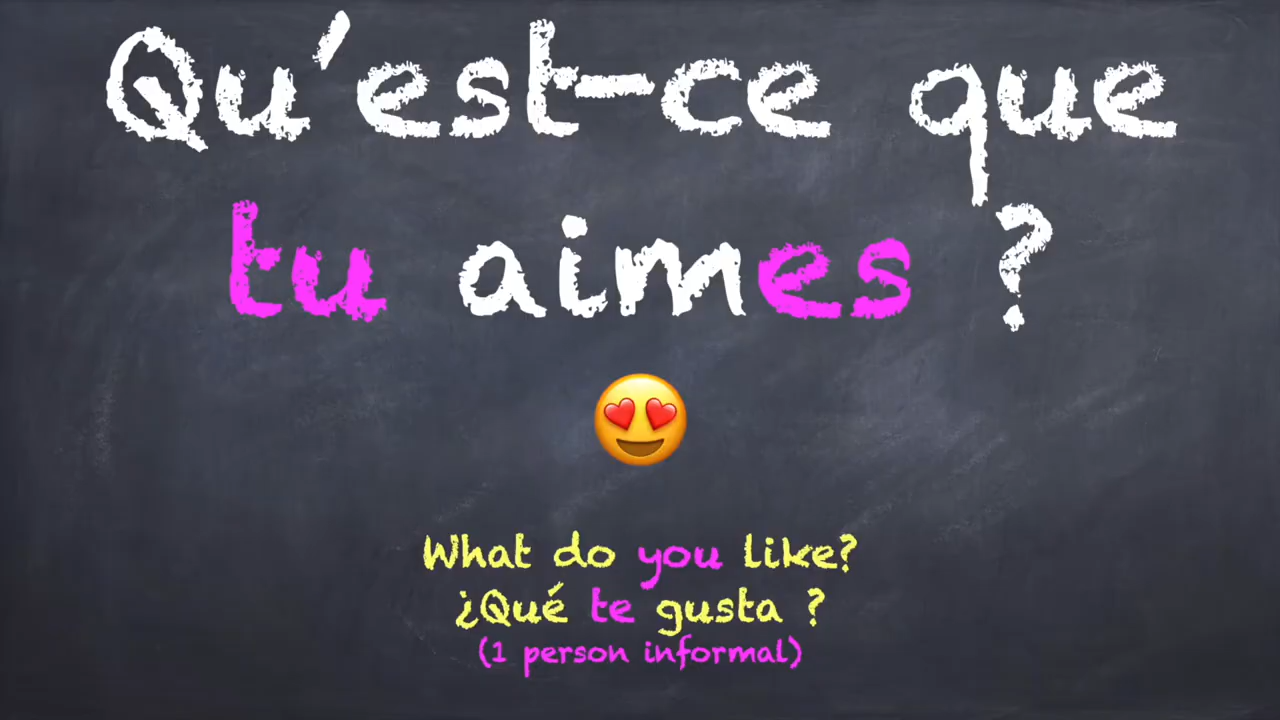 Qu'est-ce que
tu aimes ?
What do you like?
¿Qué te gusta ?
(1 person informal)